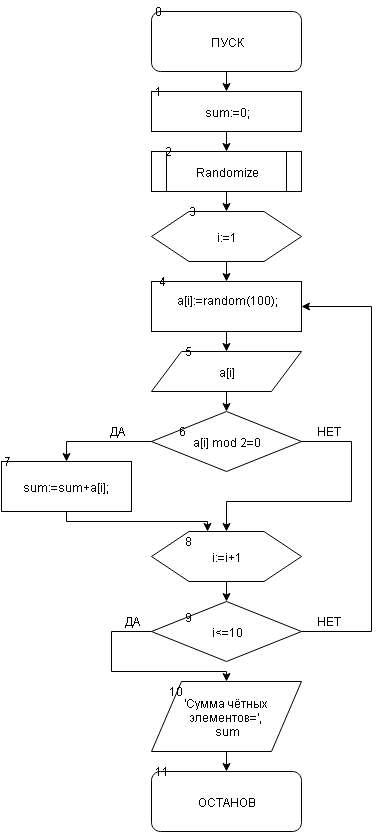 0
ПУСК
1
sum:=0;
2
Randomize
3
i:=1
4
a[i]:=random(100);
5
a[i]
6
a[i] mod 2=0
ДА
НЕТ
7
sum:=sum+a[i];
8
i:=i+1
9
i<=10
ДА
НЕТ
10
'Сумма чётных
элементов=',
sum
11
ОСТАНОВ